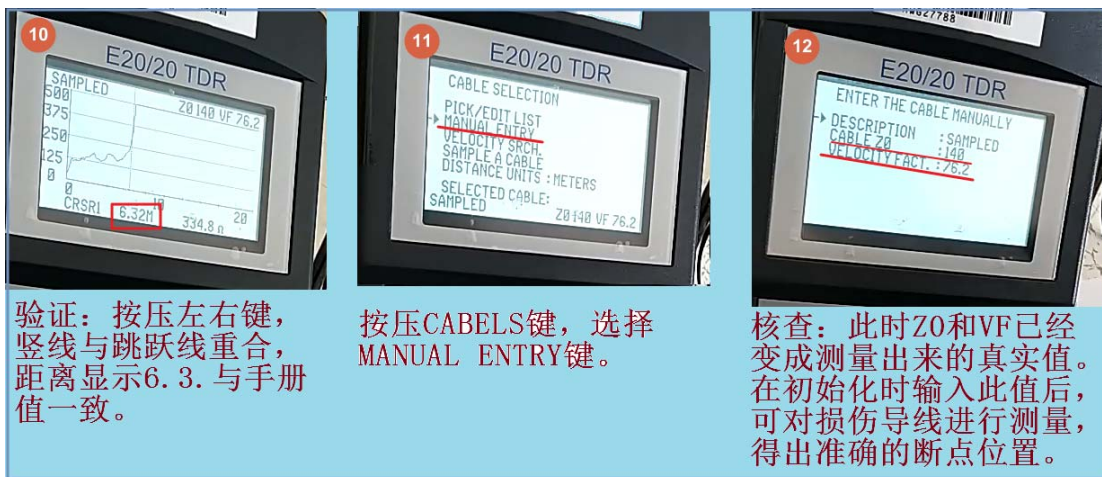 10
E20/20 TDR
SAMPLED
500
Z0 140 VF 76.2
375
250
125
0
0
10
20
CRSR1
6.32M
334.8 Ω
验证：按压左右键，
竖线与跳跃线重合，
距离显示6.3.与手册
值一致。
11
E20/20 TDR
CABLE SELECTION
PICK/EDIT LIST
MANUAL ENTRY
VELOCITY SRCH.
SAMPLE A CABLE
DISTANCE UNITS : METERS
SELECTED CABLE:
SAMPLED
Z0 140 VF 76.2
按压CABELS键，选择
MANUAL ENTRY键。
12
E20/20 TDR
ENTER THE CABLE MANUALLY
DESCRIPTION :SAMPLED
CABLE Z0 :140
VELOCITY FACT. :76.2
核查：此时Z0和VF已经
变成测量出来的真实值。
在初始化时输入此值后，
可对损伤导线进行测量，
得出准确的断点位置。